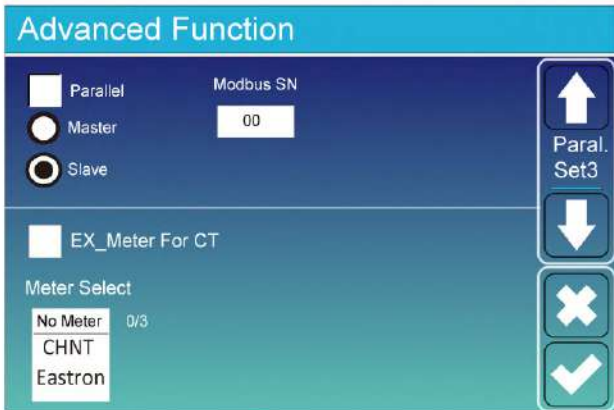 Advanced Function
Parallel
Modbus SN
Master
00
Slave
Paral.
Set3
EX_Meter For CT
Meter Select
No Meter 0/3
CHNT
Eastron